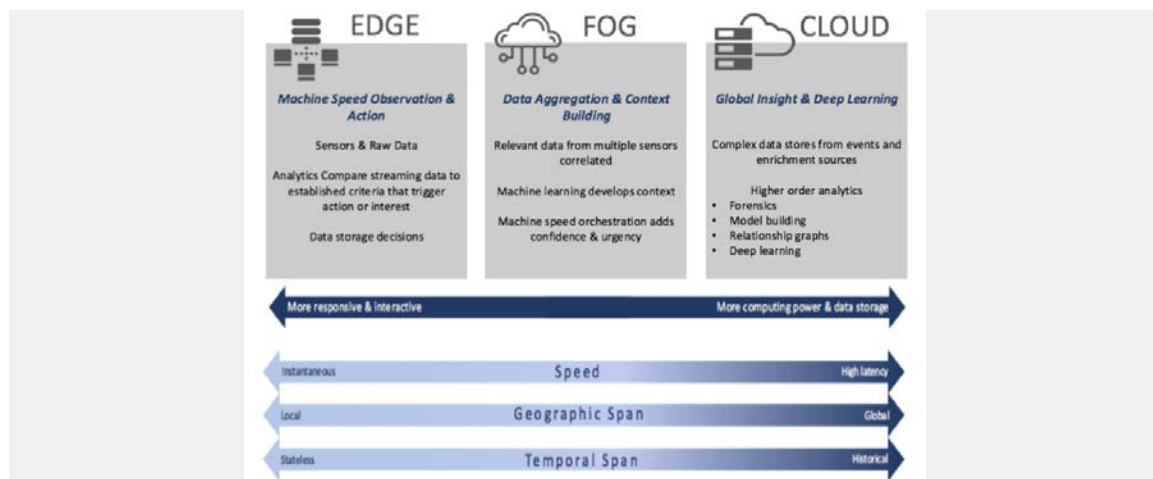 EDGE
Machine Speed Observation &
Action
Sensors & Raw Data
Analytics Compare streaming data to
established criteria that trigger
action or interest
Data storage decisions
FOG
Data Aggregation & Context
Building
Relevant data from multiple sensors
correlated
Machine learning develops context
Machine speed orchestration adds
confidence & urgency
CLOUD
Global Insight & Deep Learning
Complex data stores from events and
enrichment sources
Higher order analytics
• Forensics
• Model building
• Relationship graphs
• Deep learning
More responsive & interactive
More computing power & data storage
Instantaneous
Speed
High latency
Local
Geographic Span
Global
Stateless
Temporal Span
Historical